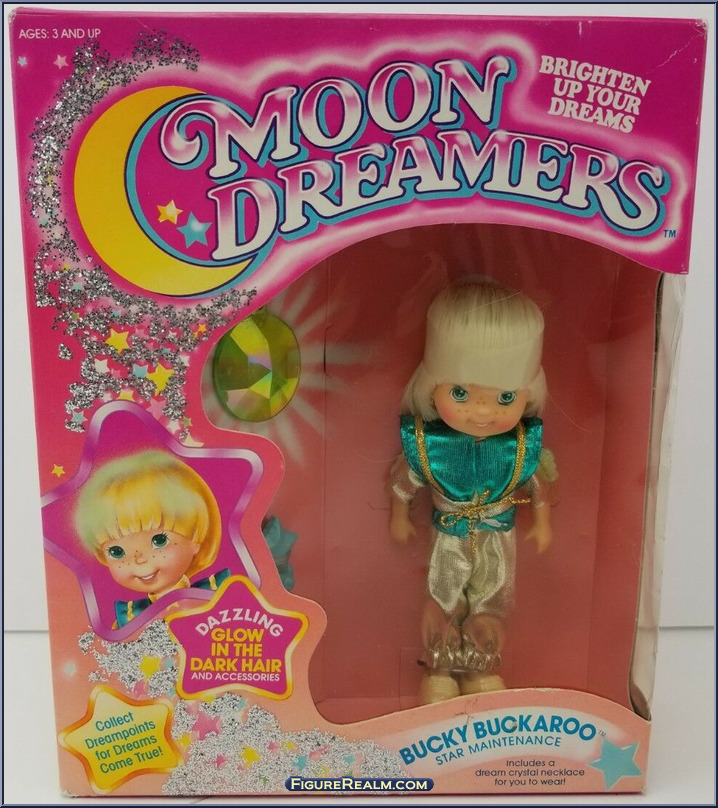 AGES: 3 AND UP
MOON
DREAMERS
TM
BRIGHTEN
UP YOUR
DREAMS
DAZZLING
GLOW
IN THE
DARK HAIR
AND ACCESSORIES
Collect
Dreampoints
for Dreams
Come True!
BUCKY BUCKAROO™
STAR MAINTENANCE
Includes a
dream crystal necklace
for you to wear!
FIGUREREALM.COM